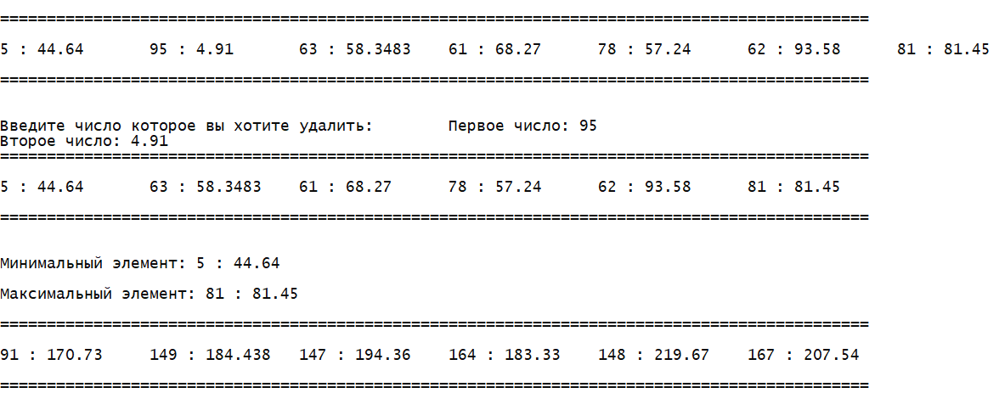 =============================================================================================
5 : 44.64 95 : 4.91 63 : 58.3483 61 : 68.27 78 : 57.24 62 : 93.58 81 : 81.45
=============================================================================================
Введите число которое вы хотите удалить: Первое число: 95
Второе число: 4.91
=============================================================================================
5 : 44.64 63 : 58.3483 61 : 68.27 78 : 57.24 62 : 93.58 81 : 81.45
=============================================================================================
Минимальный элемент: 5 : 44.64
Максимальный элемент: 81 : 81.45
=============================================================================================
91 : 170.73 149 : 184.438 147 : 194.36 164 : 183.33 148 : 219.67 167 : 207.54
=============================================================================================